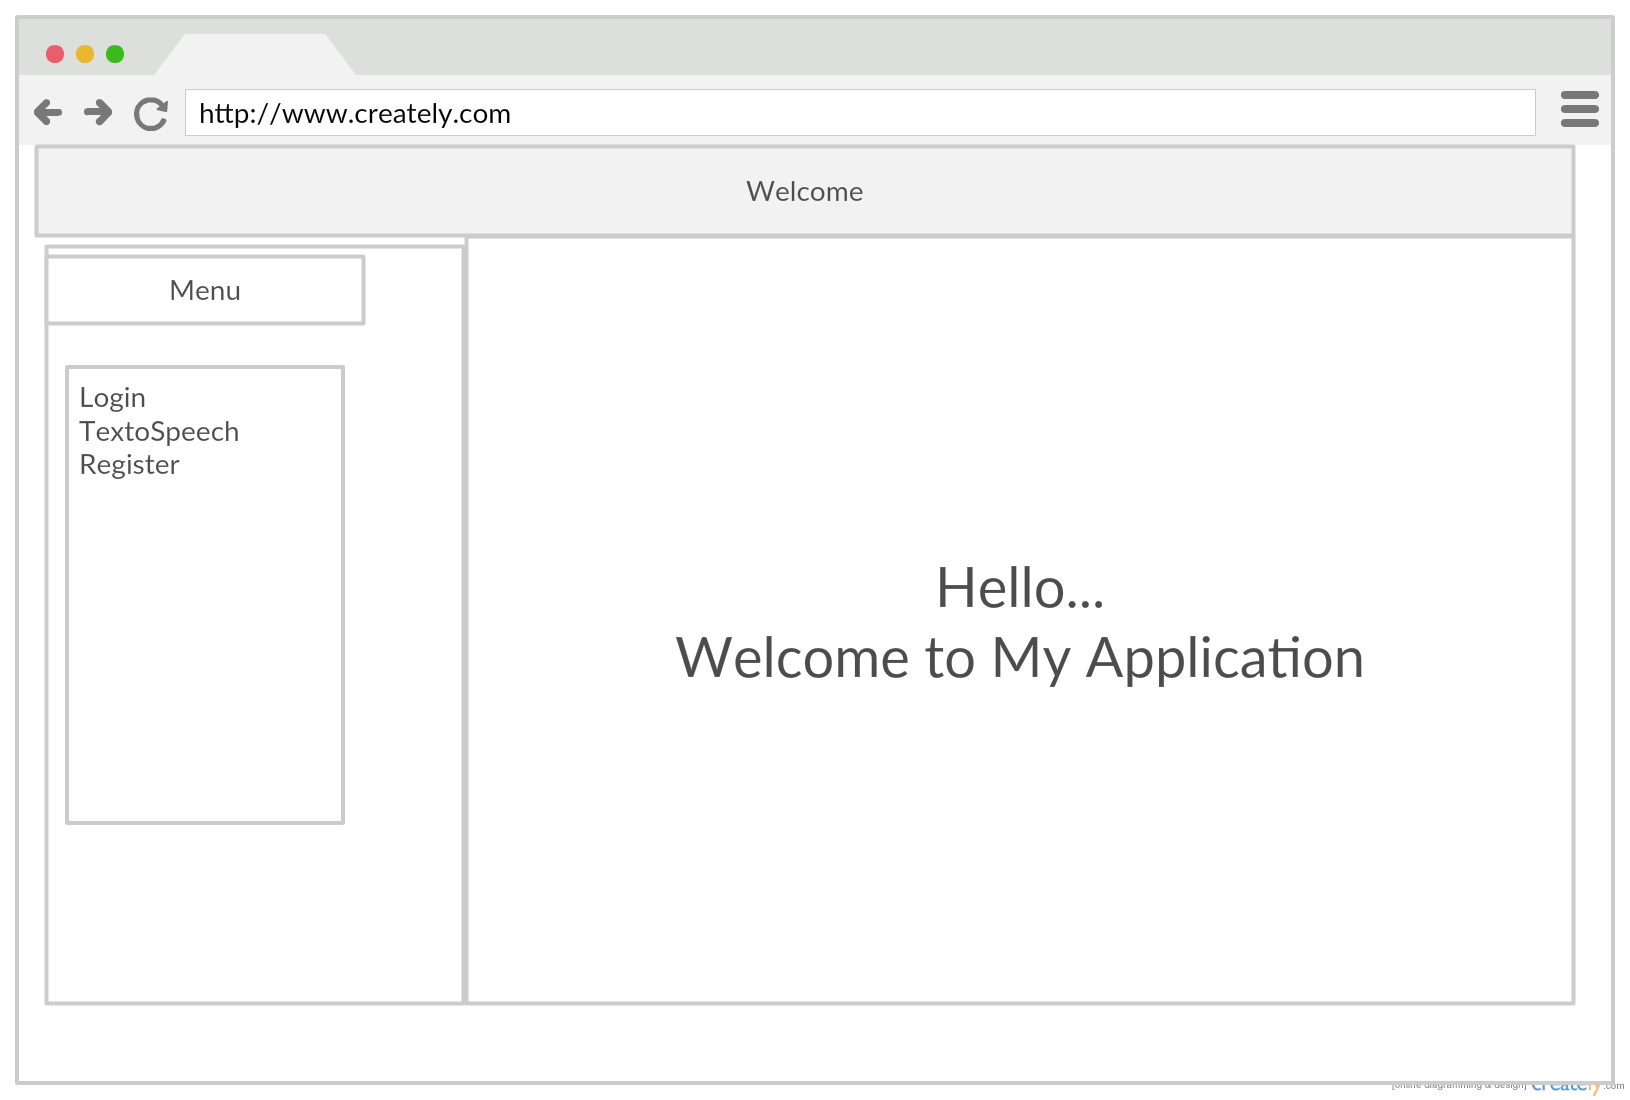 http://www.creately.com
Welcome
Menu
Login
TextoSpeech
Register
Hello...
Welcome to My Application
[online diagramming & design] creately.com